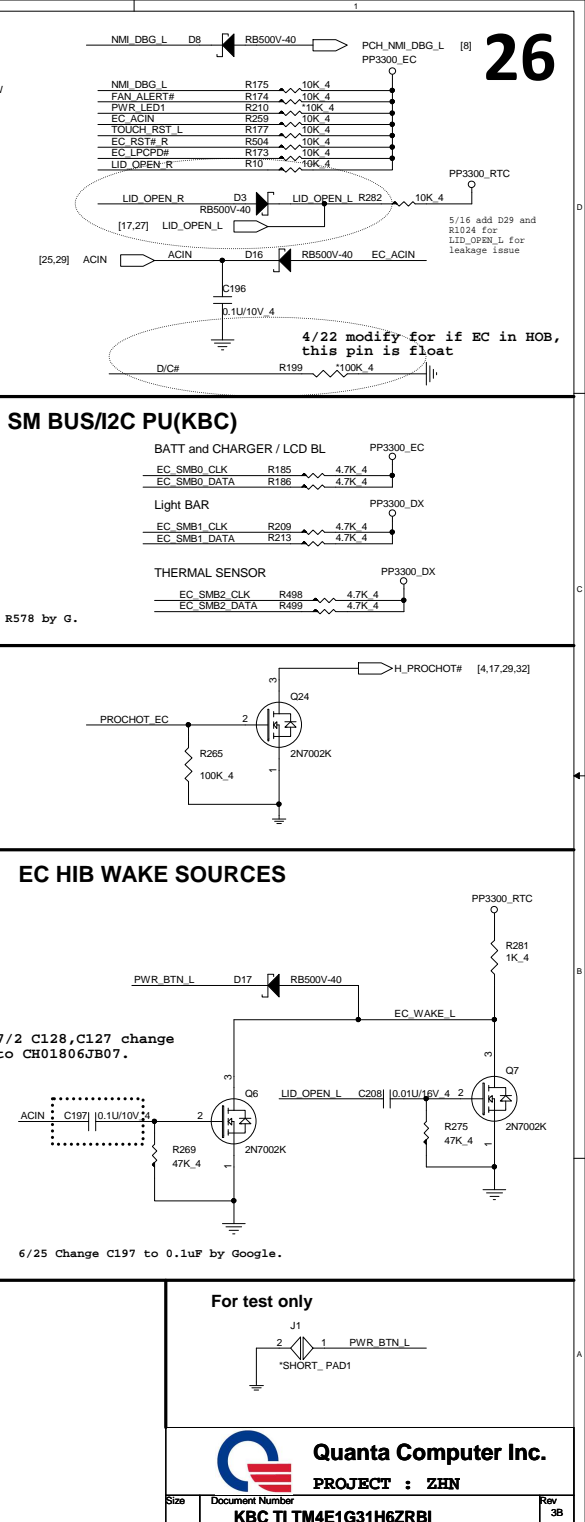 1
NMI_DBG_L D8 RB500V-40 PCH_NMI_DBG_L [8]
26
PP3300_EC
NMI_DBG_L R175 10K_4
FAN_ALERT# R174 10K_4
PWR_LED1 R210 *10K_4
EC_ACIN R259 10K_4
TOUCH_RST_L R177 10K_4
EC_RST#_R R504 10K_4
EC_LPCPD# R173 10K_4
LID_OPEN_R R10 10K_4
PP3300_RTC
LID_OPEN_R D3 LID_OPEN_L R282 10K_4
RB500V-40
D
[17,27] LID_OPEN_L
5/16 add D29 and
R1024 for
LID_OPEN_L for
leakage issue
[25,29] ACIN ACIN D16 RB500V-40 EC_ACIN
C196
0.1U/10V_4
4/22 modify for if EC in HOB,
this pin is float
D/C# R199 *100K_4
SM BUS/I2C PU(KBC)
BATT and CHARGER / LCD BL PP3300_EC
EC_SMB0_CLK R185 4.7K_4
EC_SMB0_DATA R186 4.7K_4
Light BAR PP3300_DX
EC_SMB1_CLK R209 4.7K_4
EC_SMB1_DATA R213 4.7K_4
THERMAL SENSOR PP3300_DX
C
EC_SMB2_CLK R498 4.7K_4
EC_SMB2_DATA R499 4.7K_4
R578 by G.
H_PROCHOT# [4,17,29,32]
3
Q24
PROCHOT_EC 2
R265 2N7002K
100K_4
1
EC HIB WAKE SOURCES
PP3300_RTC
R281
1K_4
B
PWR_BTN_L D17 RB500V-40
EC_WAKE_L
7/2 C128,C127 change
to CH01806JB07.
3 3
Q6 Q7
LID_OPEN_L C208 0.01U/16V_4 2
ACIN C197 0.1U/10V_4 2
R275 2N7002K
47K_4
R269 2N7002K
47K_4
1 1
6/25 Change C197 to 0.1uF by Google.
For test only
J1
2 1 PWR_BTN_L
*SHORT_ PAD1
A
Quanta Computer Inc.
PROJECT : ZHN
Size Document Number Rev
KBC TI TM4E1G31H6ZRBI 3B